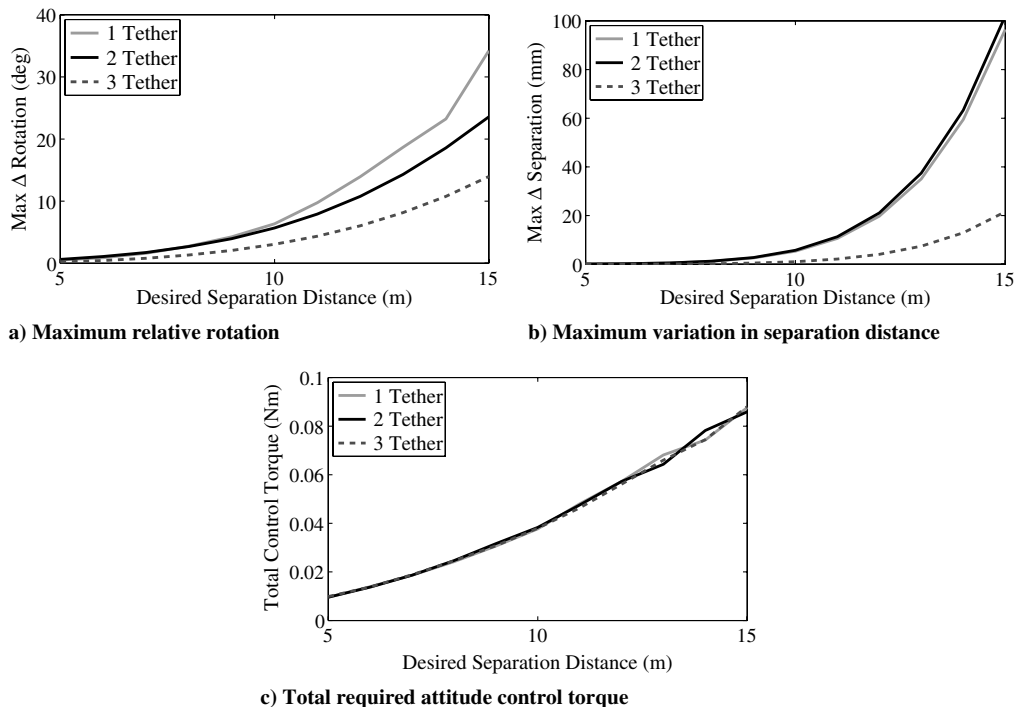 40
30
20
10
0
5
10
15
Max Δ Rotation (deg)
Desired Separation Distance (m)
1 Tether
2 Tether
3 Tether
a) Maximum relative rotation
100
80
60
40
20
0
5
10
15
Max Δ Separation (mm)
Desired Separation Distance (m)
1 Tether
2 Tether
3 Tether
b) Maximum variation in separation distance
0.1
0.08
0.06
0.04
0.02
0
5
10
15
Total Control Torque (Nm)
Desired Separation Distance (m)
1 Tether
2 Tether
3 Tether
c) Total required attitude control torque